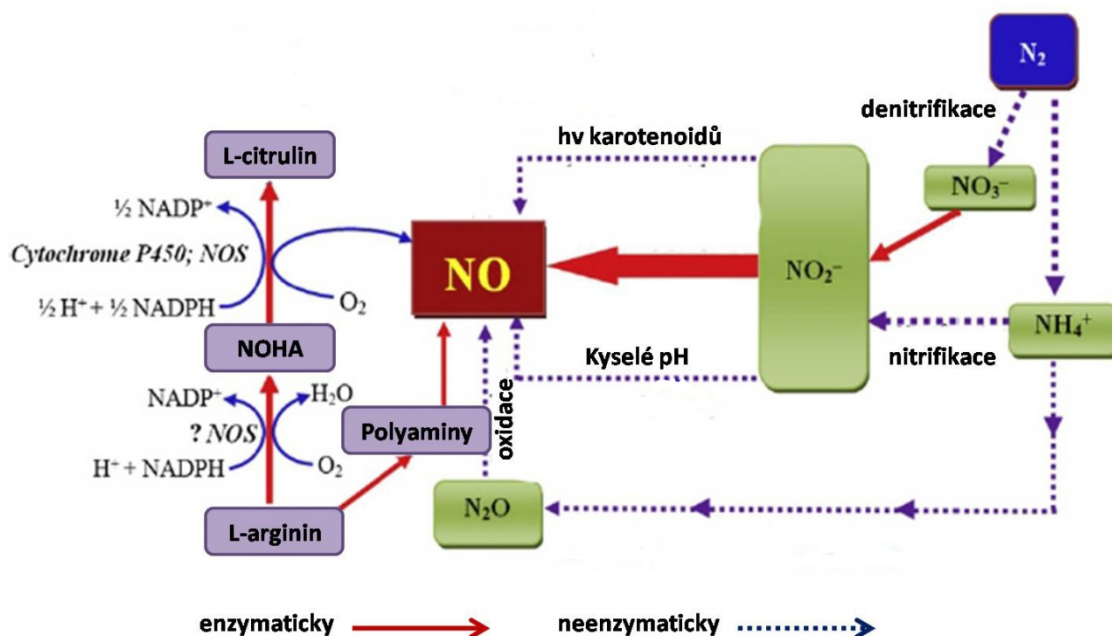 N₂
denitrifikace
hv karotenoidů
L-citrulin
NO₃⁻
½ NADP⁺
Cytochrome P450; NOS
NO
NO₂⁻
½ H⁺ + ½ NADPH
O₂
NH₄⁺
NOHA
Kyselé pH
nitrifikace
NADP⁺
H₂O
oxidace
? NOS
Polyaminy
H⁺ + NADPH
O₂
N₂O
L-arginin
enzymaticky
neenzymaticky